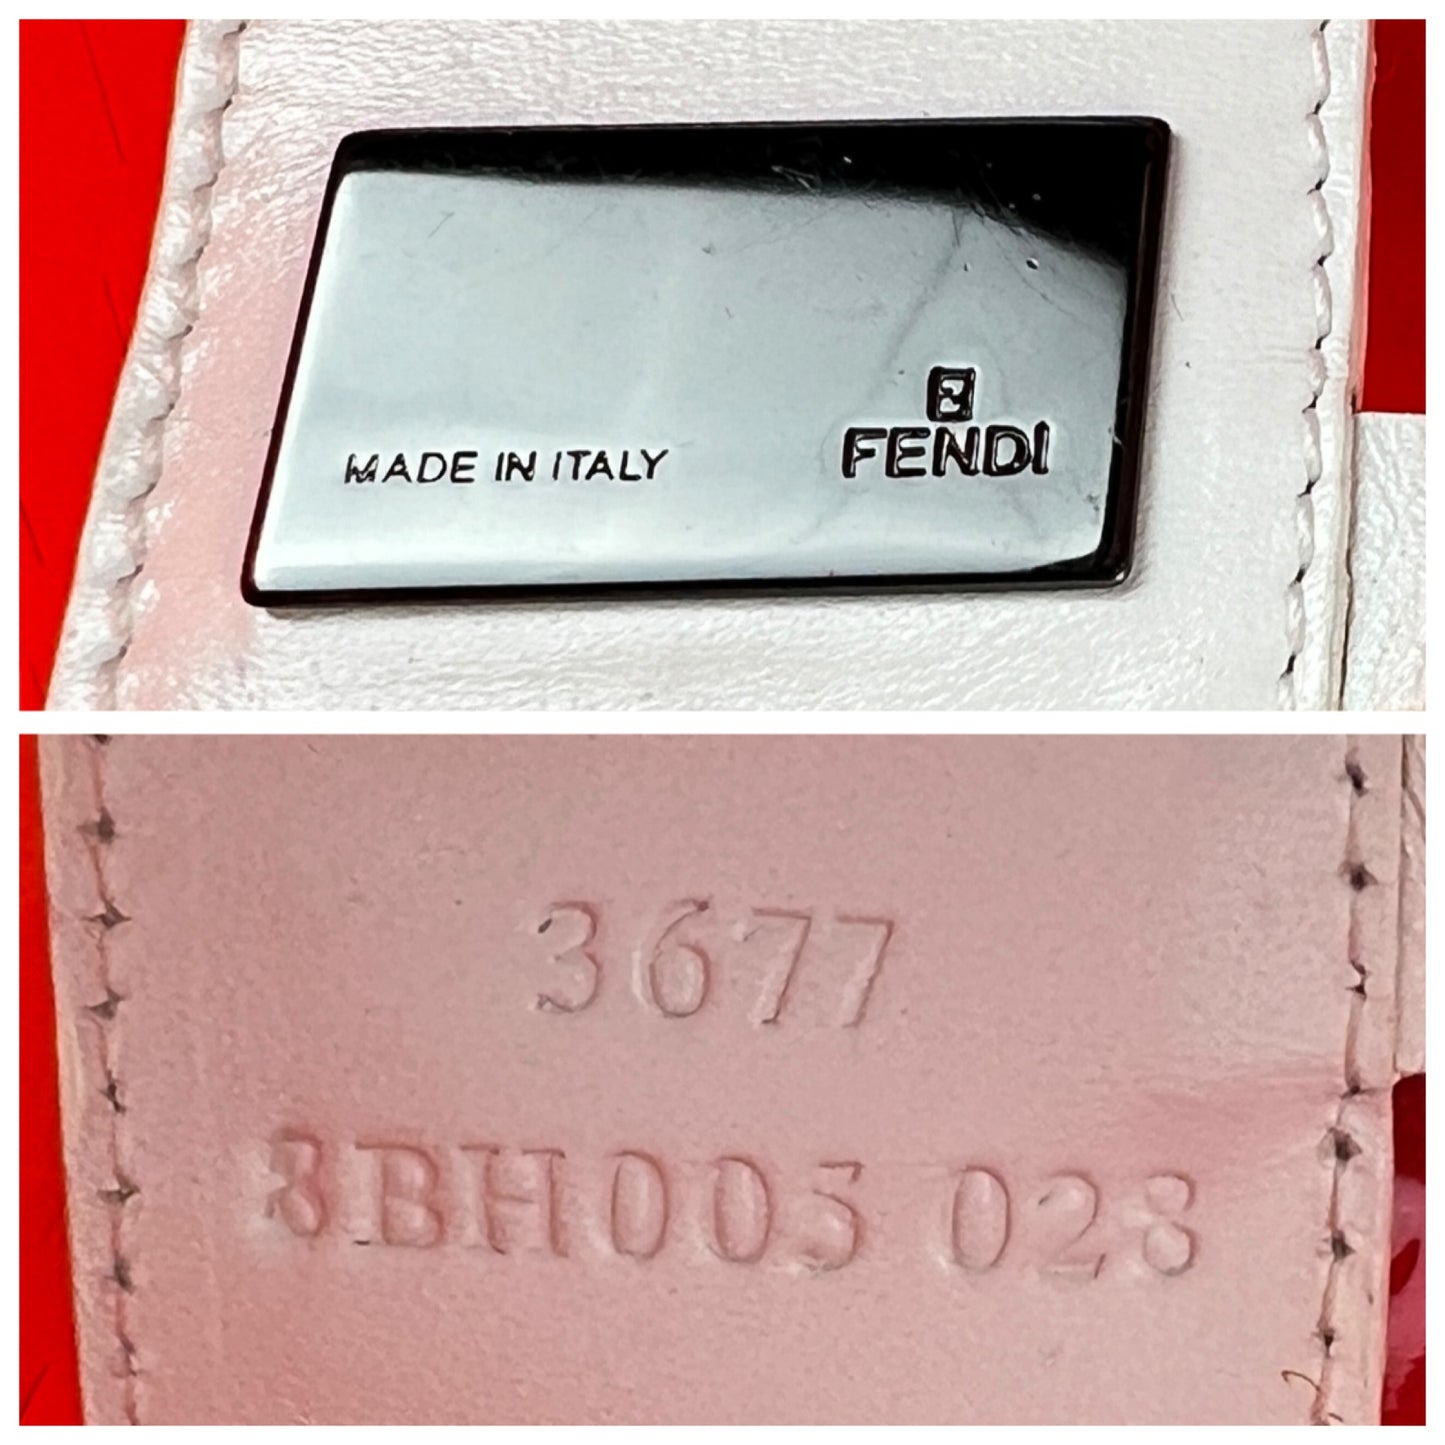 FENDI
MADE IN ITALY
3677
8BH005 028